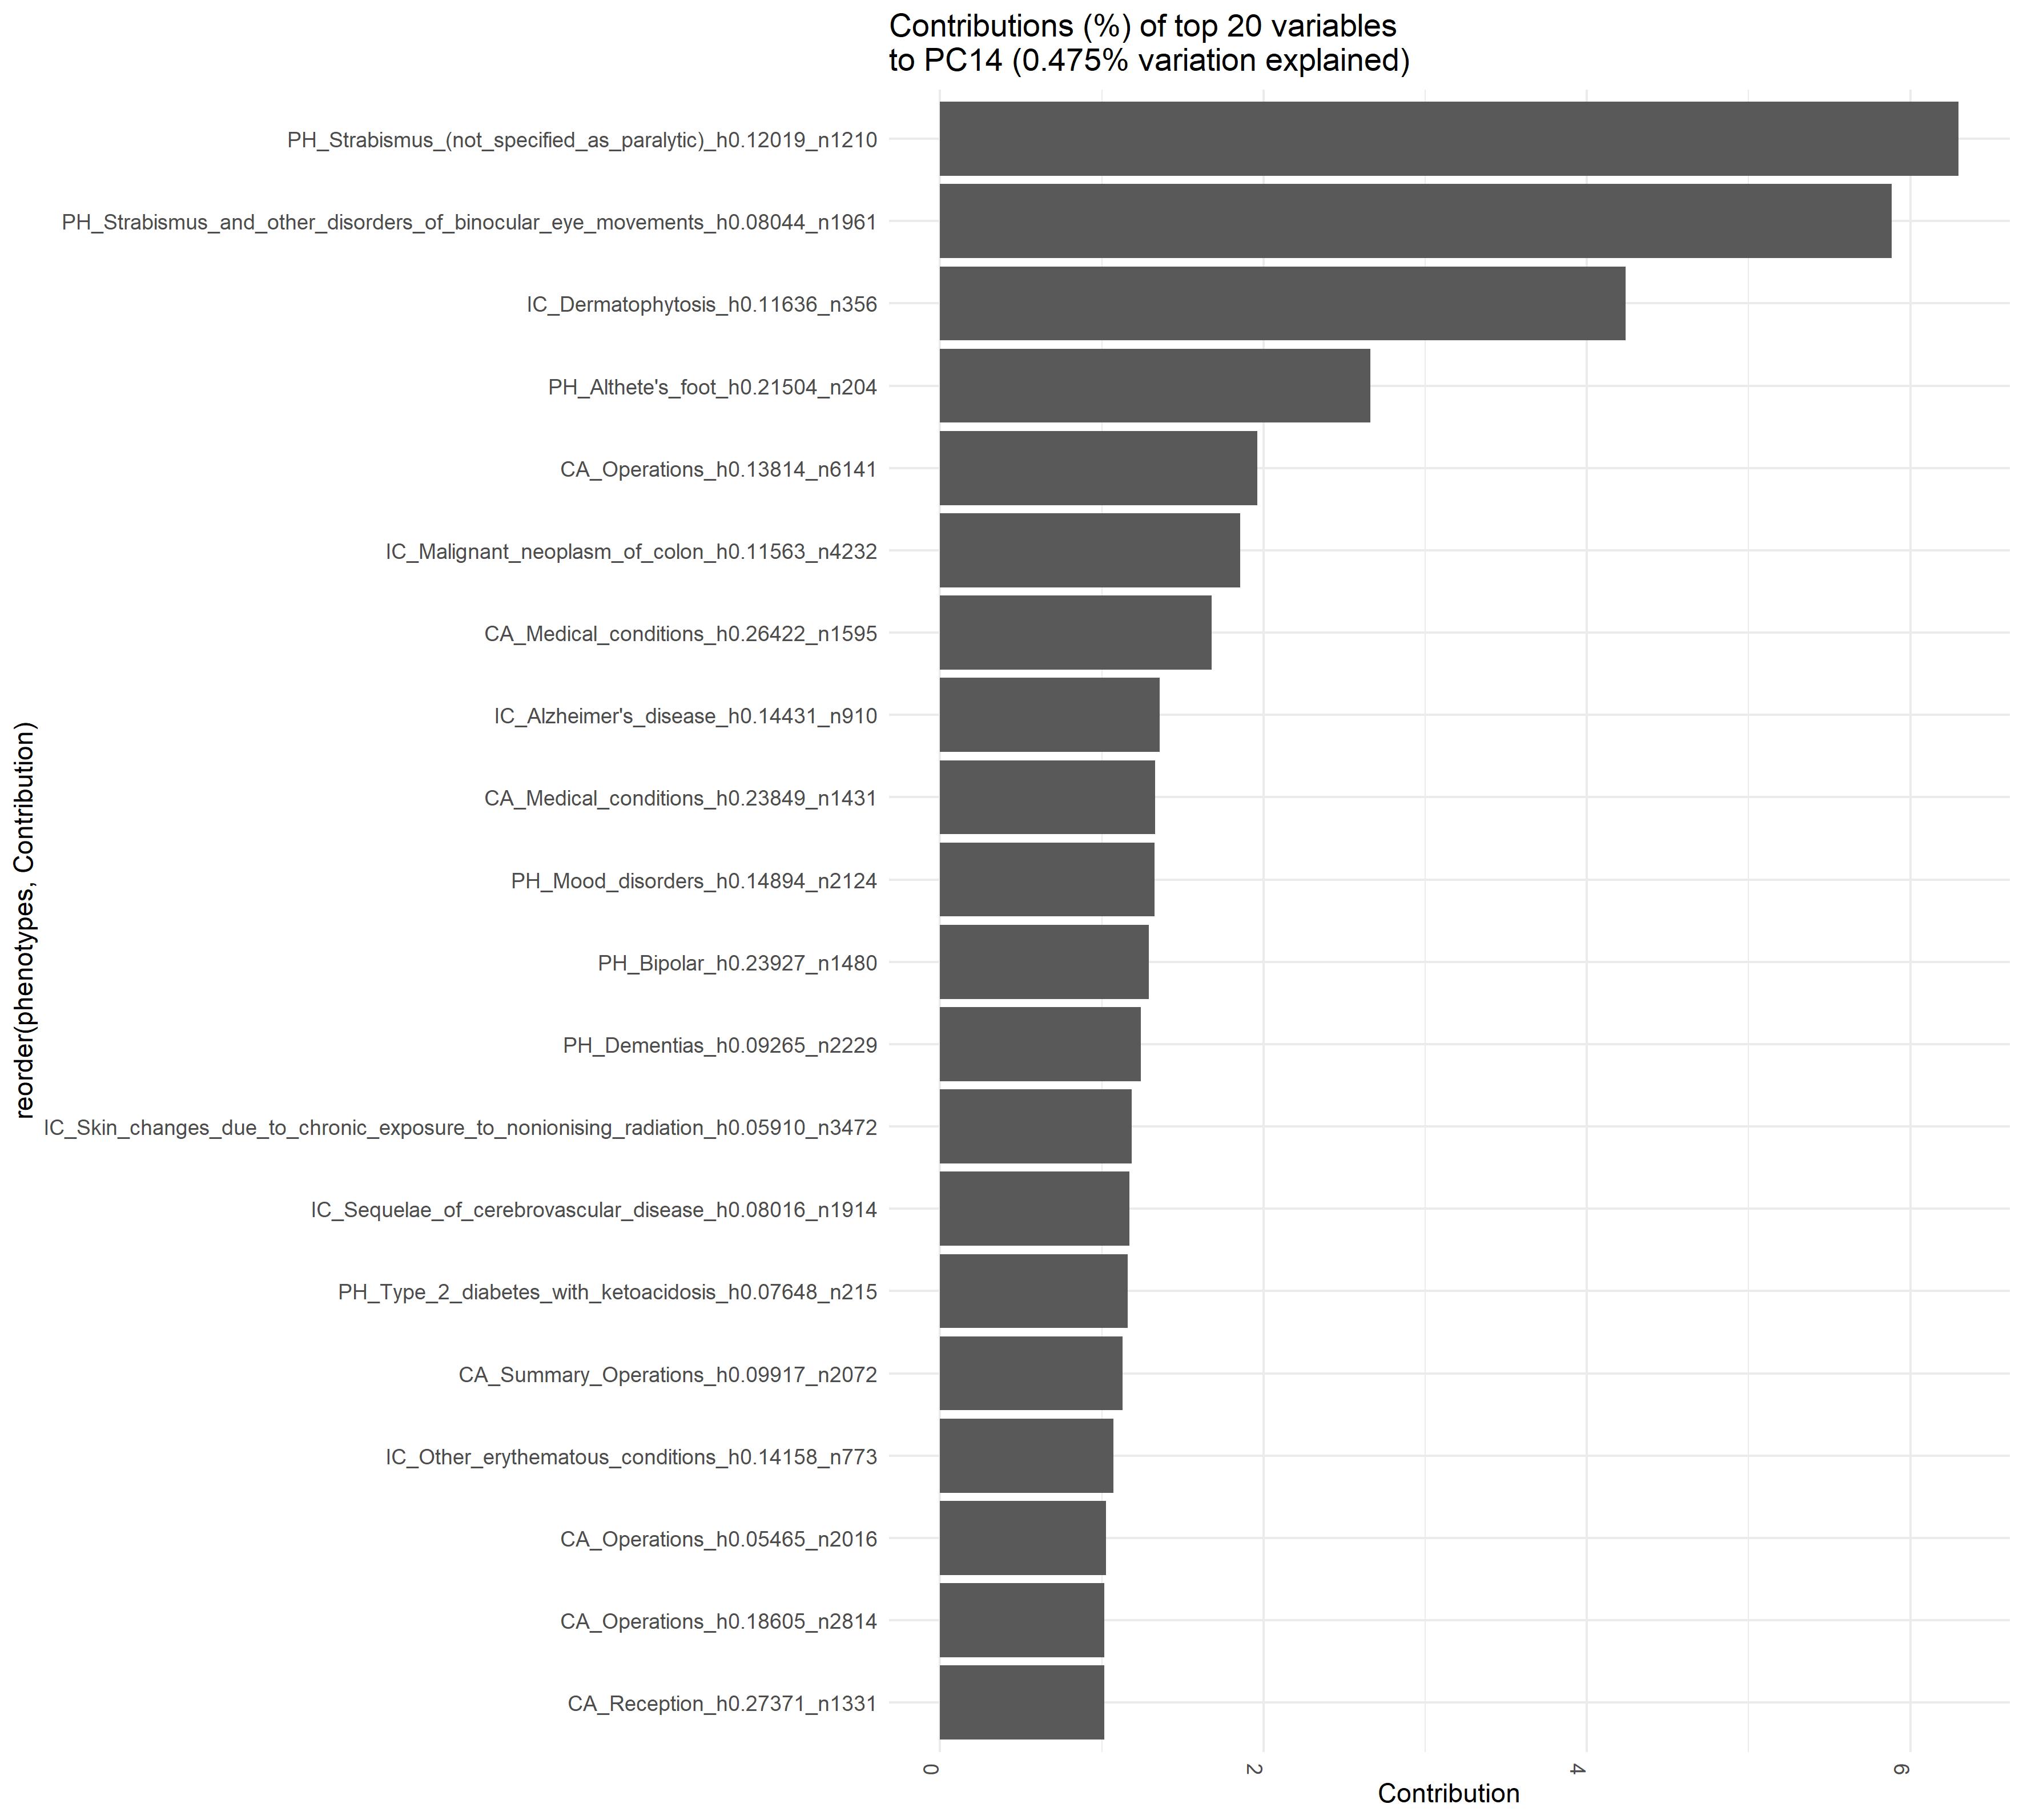 Contributions (%) of top 20 variables
to PC14 (0.475% variation explained)
PH_Strabismus_(not_specified_as_paralytic)_h0.12019_n1210
PH_Strabismus_and_other_disorders_of_binocular_eye_movements_h0.08044_n1961
IC_Dermatophytosis_h0.11636_n356
PH_Althete's_foot_h0.21504_n204
CA_Operations_h0.13814_n6141
IC_Malignant_neoplasm_of_colon_h0.11563_n4232
CA_Medical_conditions_h0.26422_n1595
IC_Alzheimer's_disease_h0.14431_n910
CA_Medical_conditions_h0.23849_n1431
PH_Mood_disorders_h0.14894_n2124
PH_Bipolar_h0.23927_n1480
PH_Dementias_h0.09265_n2229
IC_Skin_changes_due_to_chronic_exposure_to_nonionising_radiation_h0.05910_n3472
IC_Sequelae_of_cerebrovascular_disease_h0.08016_n1914
PH_Type_2_diabetes_with_ketoacidosis_h0.07648_n215
CA_Summary_Operations_h0.09917_n2072
IC_Other_erythematous_conditions_h0.14158_n773
CA_Operations_h0.05465_n2016
CA_Operations_h0.18605_n2814
CA_Reception_h0.27371_n1331
reorder(phenotypes, Contribution)
0 2 4 6
Contribution